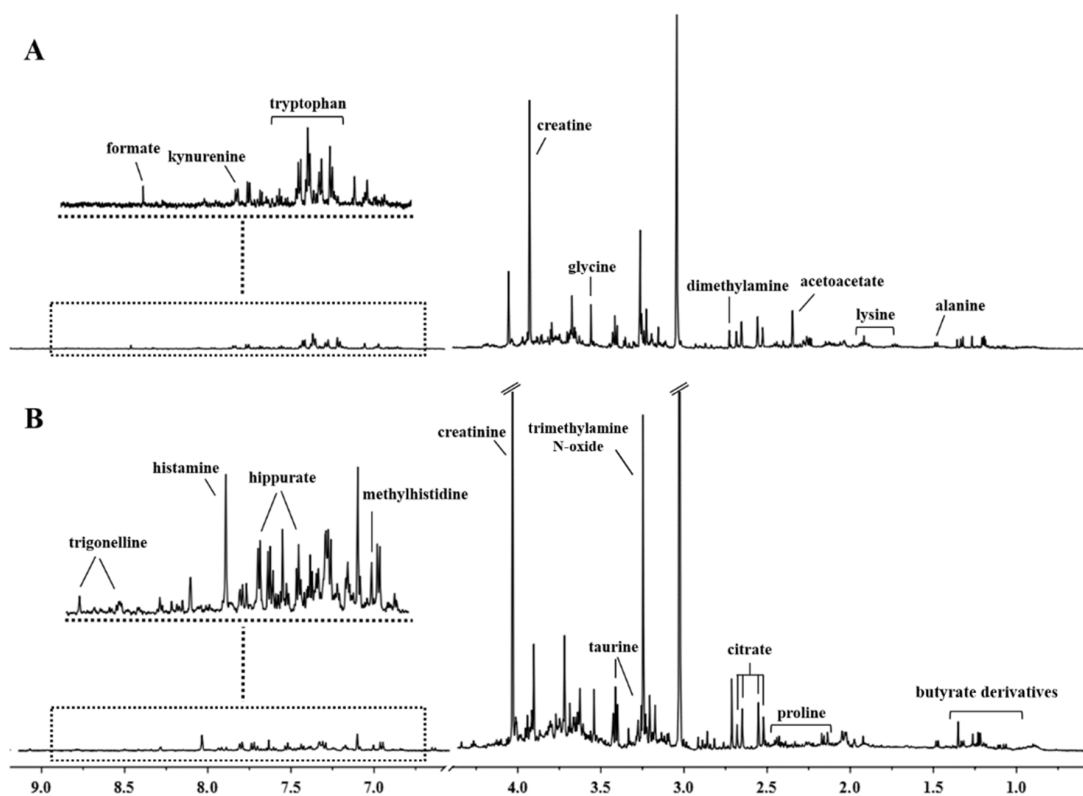 A
tryptophan
formate
kynurenine
creatine
glycine
dimethylamine
acetoacetate
lysine
alanine
B
creatinine
trimethylamine
N-oxide
histamine
hippurate
methylhistidine
trigonelline
taurine
citrate
proline
butyrate derivatives
9.0 8.5 8.0 7.5 7.0 4.0 3.5 3.0 2.5 2.0 1.5 1.0